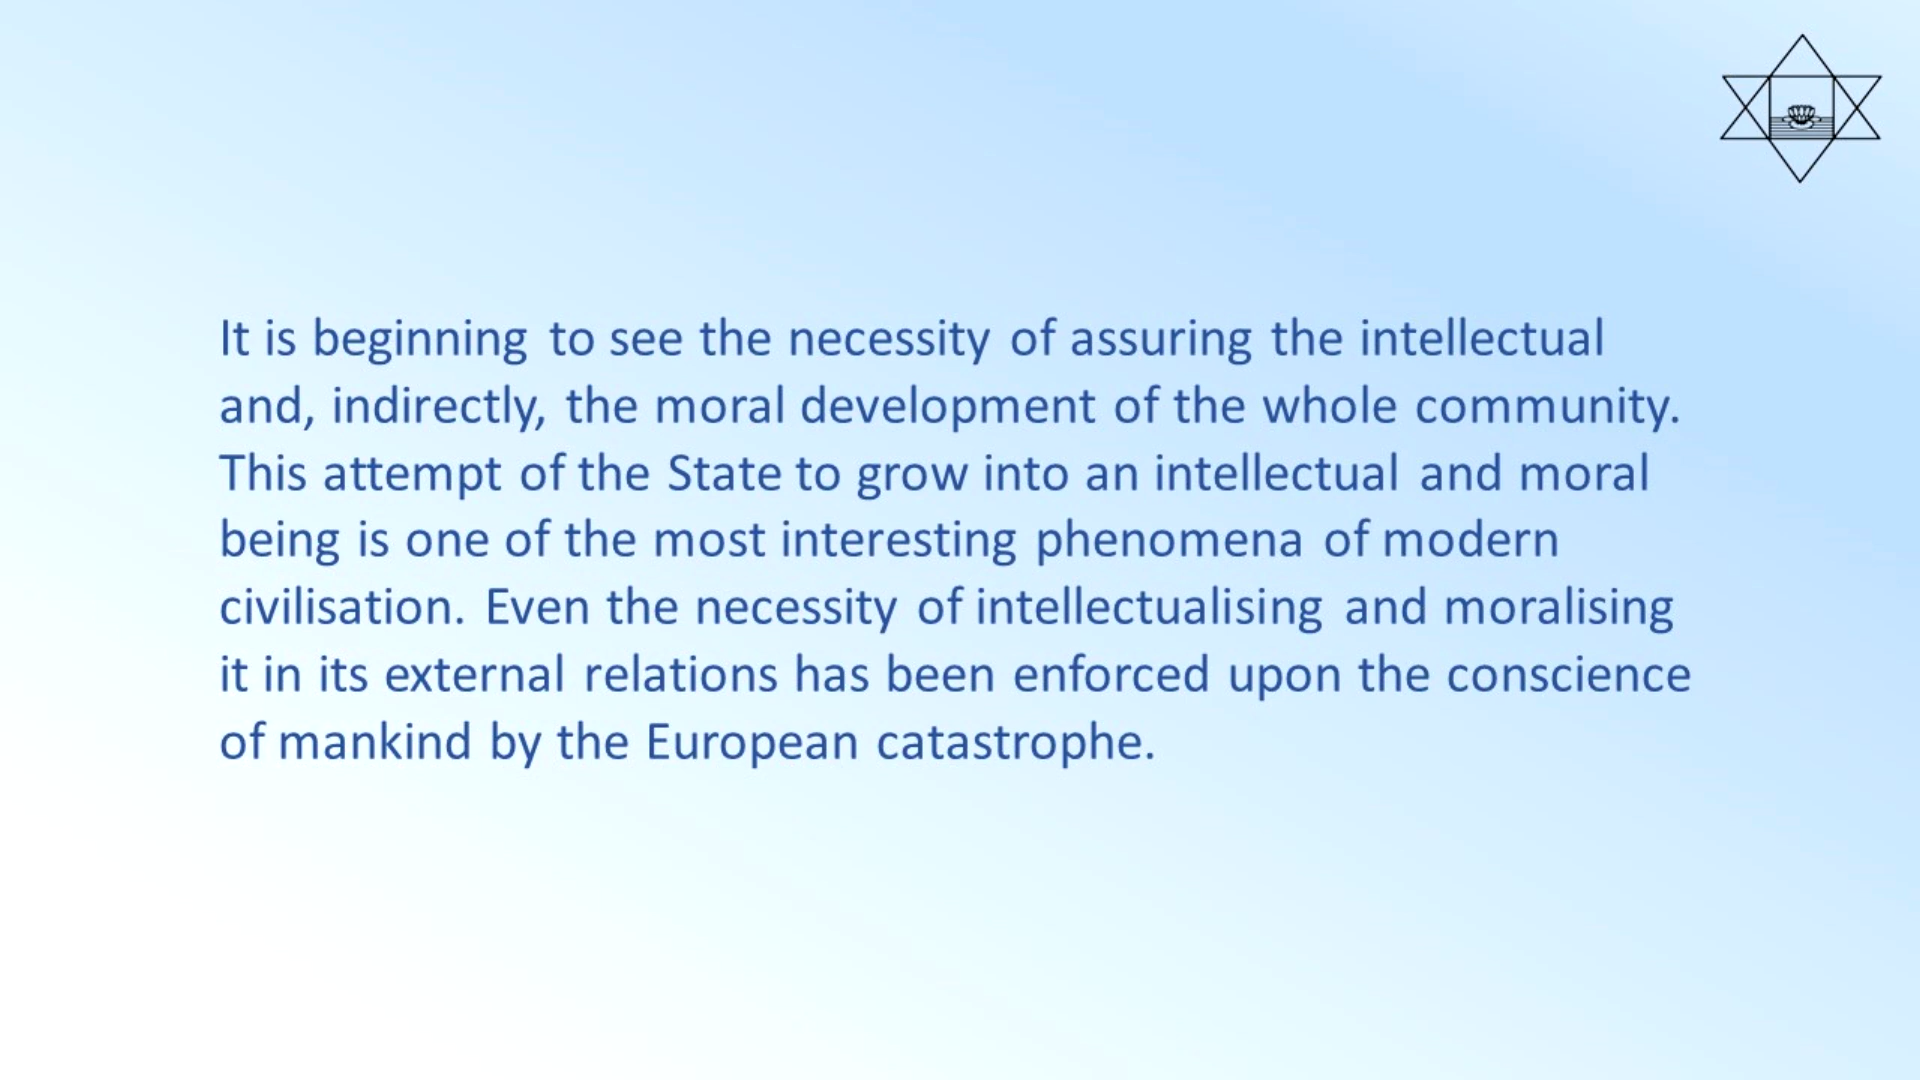 It is beginning to see the necessity of assuring the intellectual
and, indirectly, the moral development of the whole community.
This attempt of the State to grow into an intellectual and moral
being is one of the most interesting phenomena of modern
civilisation. Even the necessity of intellectualising and moralising
it in its external relations has been enforced upon the conscience
of mankind by the European catastrophe.